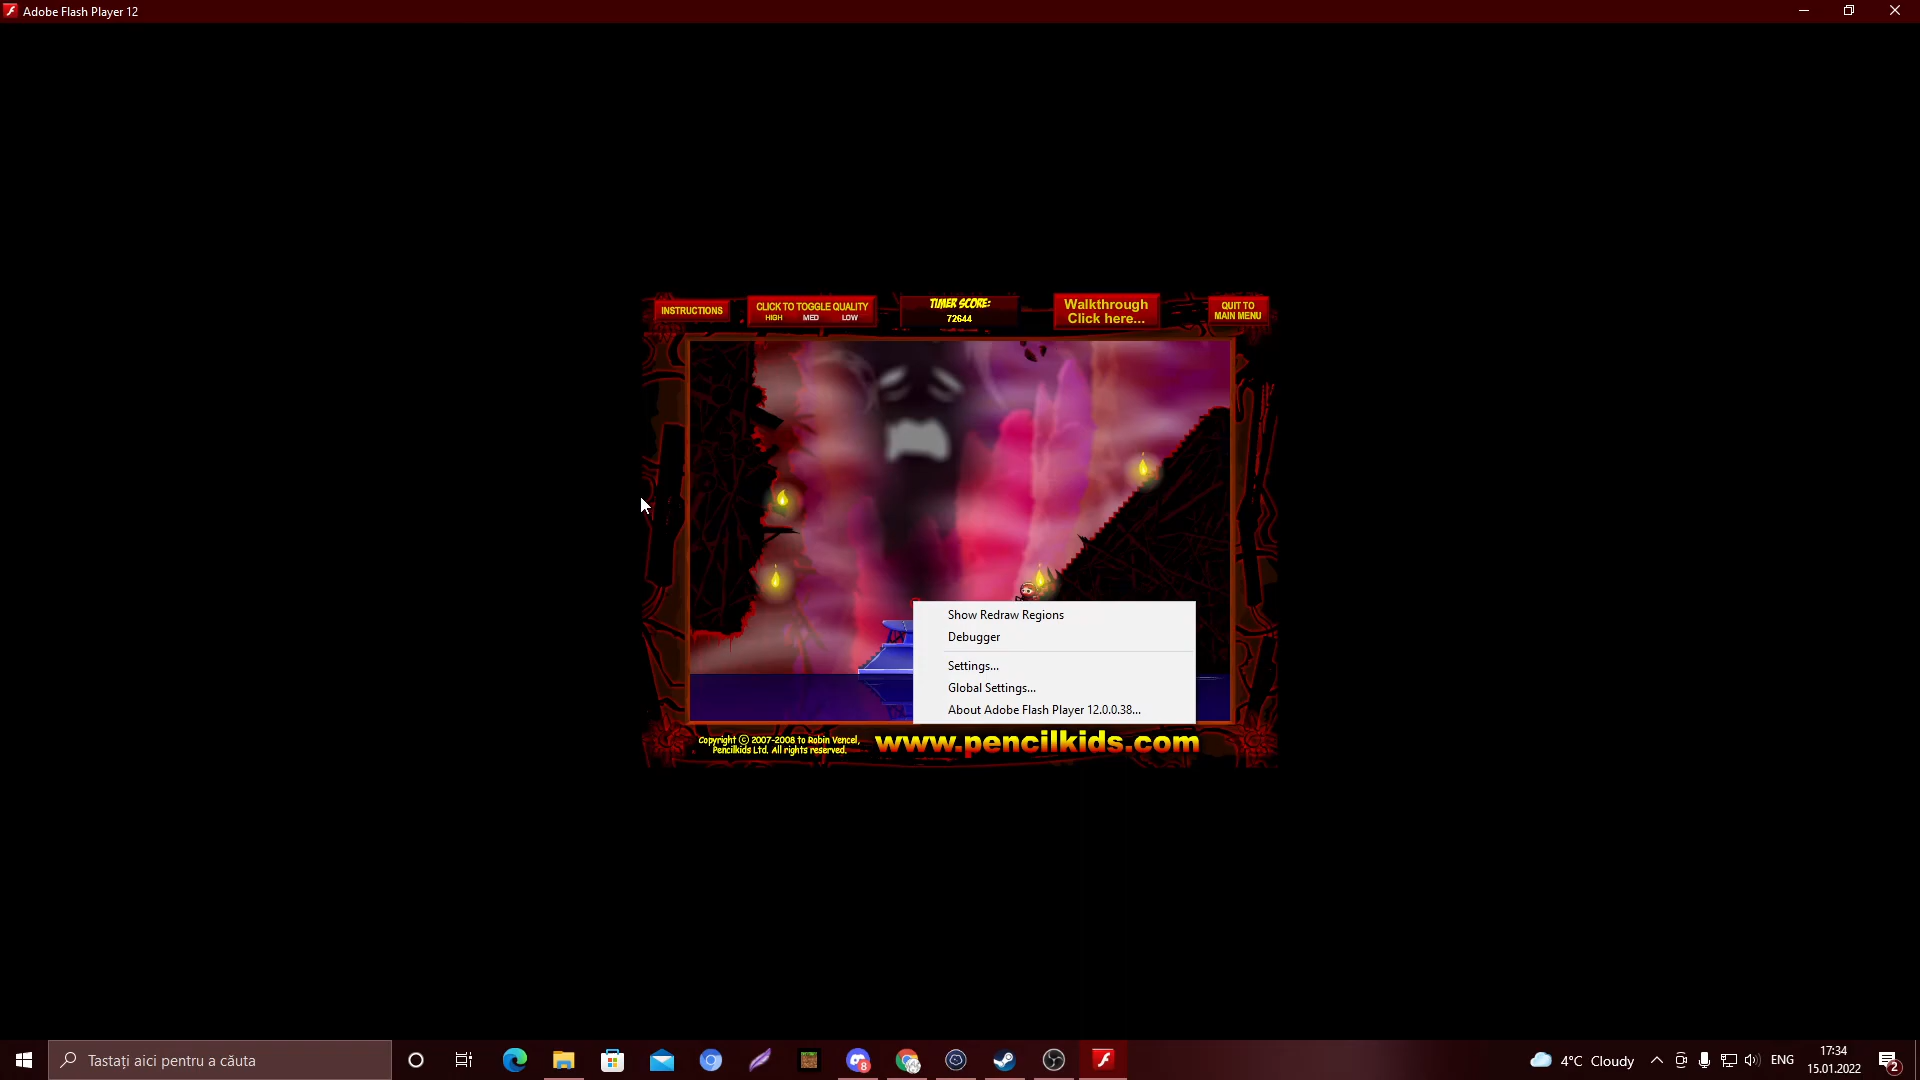 Adobe Flash Player 12
INSTRUCTIONS
CLICK TO TOGGLE QUALITY
HIGH MED LOW
TIMER SCORE:
72644
Walkthrough
Click here...
QUIT TO
MAIN MENU
Show Redraw Regions
Debugger
Settings...
Global Settings...
About Adobe Flash Player 12.0.0.38...
Copyright © 2007-2008 to Robin Vencel,
Pencilkids Ltd. All rights reserved.
www.pencilkids.com
Tastați aici pentru a căuta
8
4°C Cloudy
ENG
17:34
15.01.2022
2